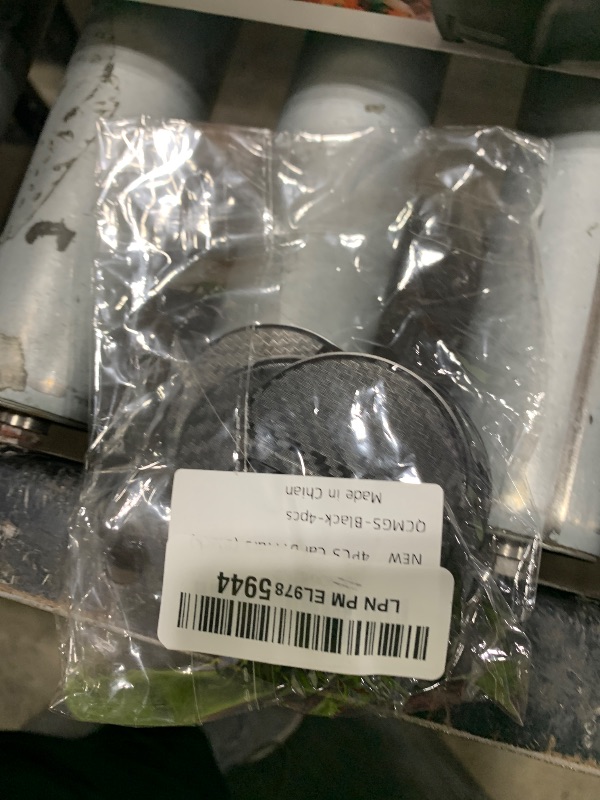 LPN PM EL978 5944
NEW 4PCS Car
QCMGS-Black-4pcs
Made in Chian